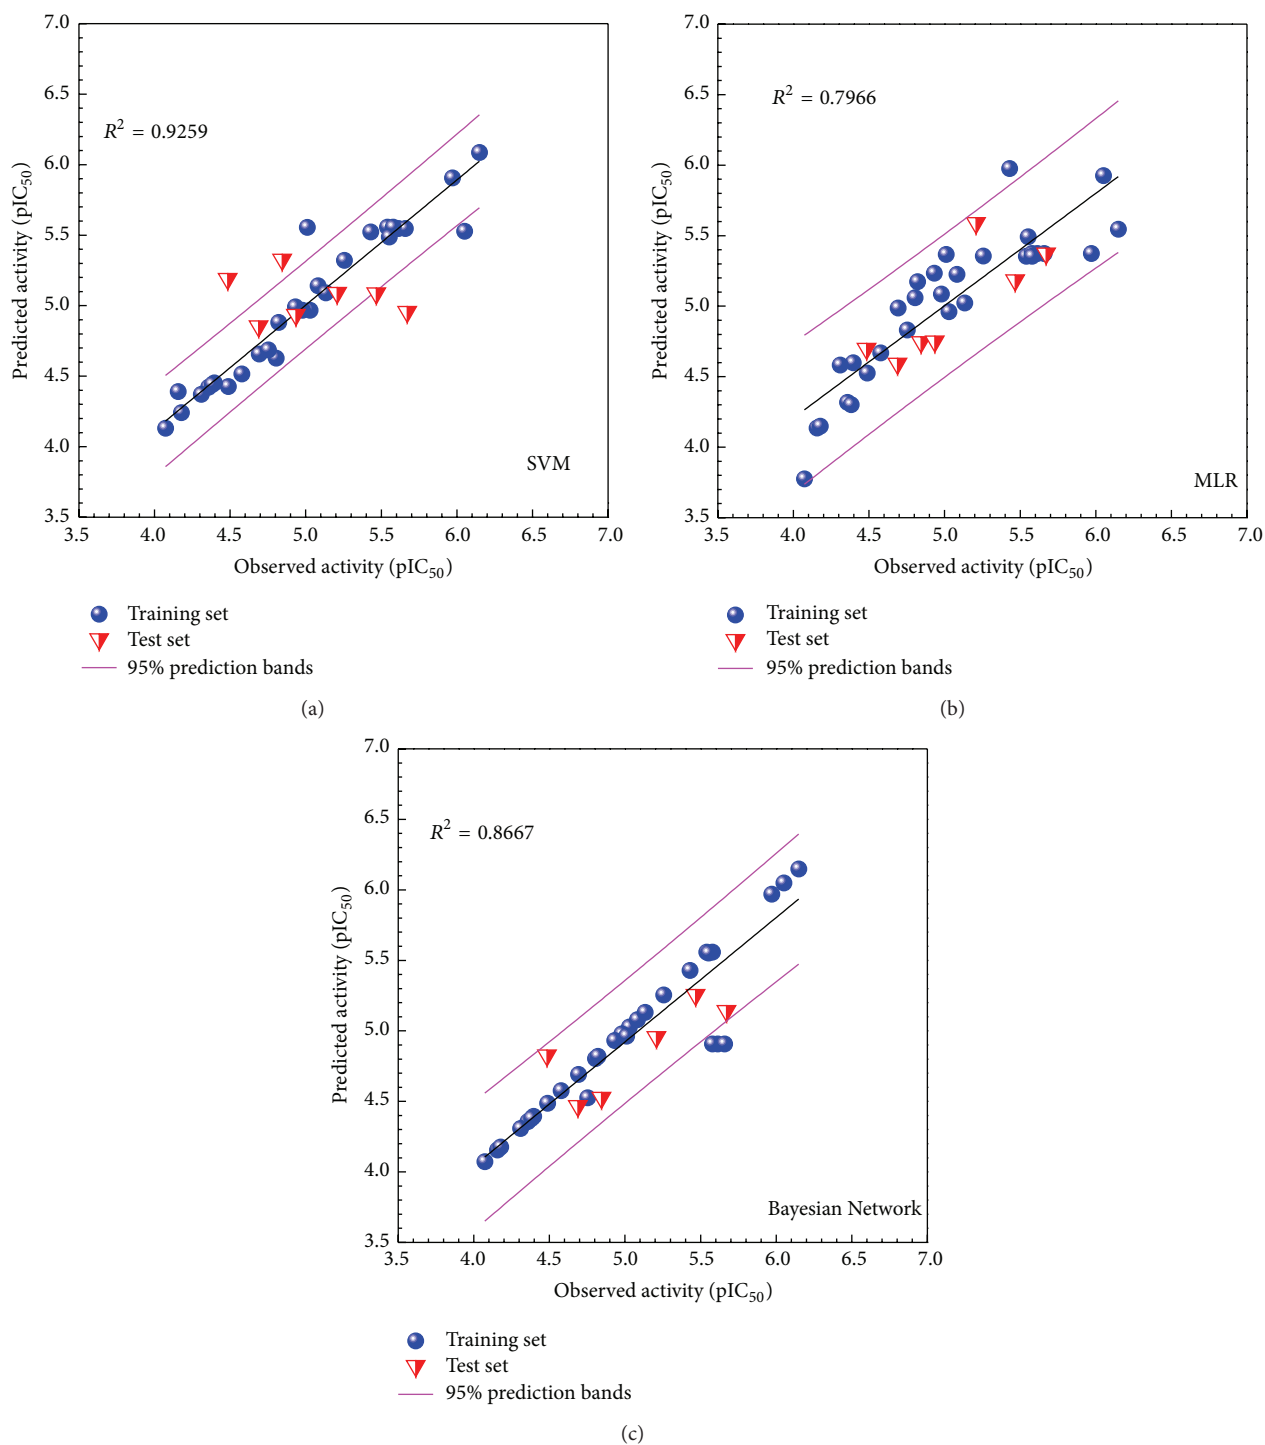 7.0
6.5
6.0
5.5
5.0
4.5
4.0
3.5
Predicted activity (pIC50)
R2 = 0.9259
SVM
3.5 4.0 4.5 5.0 5.5 6.0 6.5 7.0
Observed activity (pIC50)
Training set
Test set
95% prediction bands
(a)
7.0
6.5
6.0
5.5
5.0
4.5
4.0
3.5
Predicted activity (pIC50)
R2 = 0.7966
MLR
3.5 4.0 4.5 5.0 5.5 6.0 6.5 7.0
Observed activity (pIC50)
Training set
Test set
95% prediction bands
(b)
7.0
6.5
6.0
5.5
5.0
4.5
4.0
3.5
Predicted activity (pIC50)
R2 = 0.8667
Bayesian Network
3.5 4.0 4.5 5.0 5.5 6.0 6.5 7.0
Observed activity (pIC50)
Training set
Test set
95% prediction bands
(c)